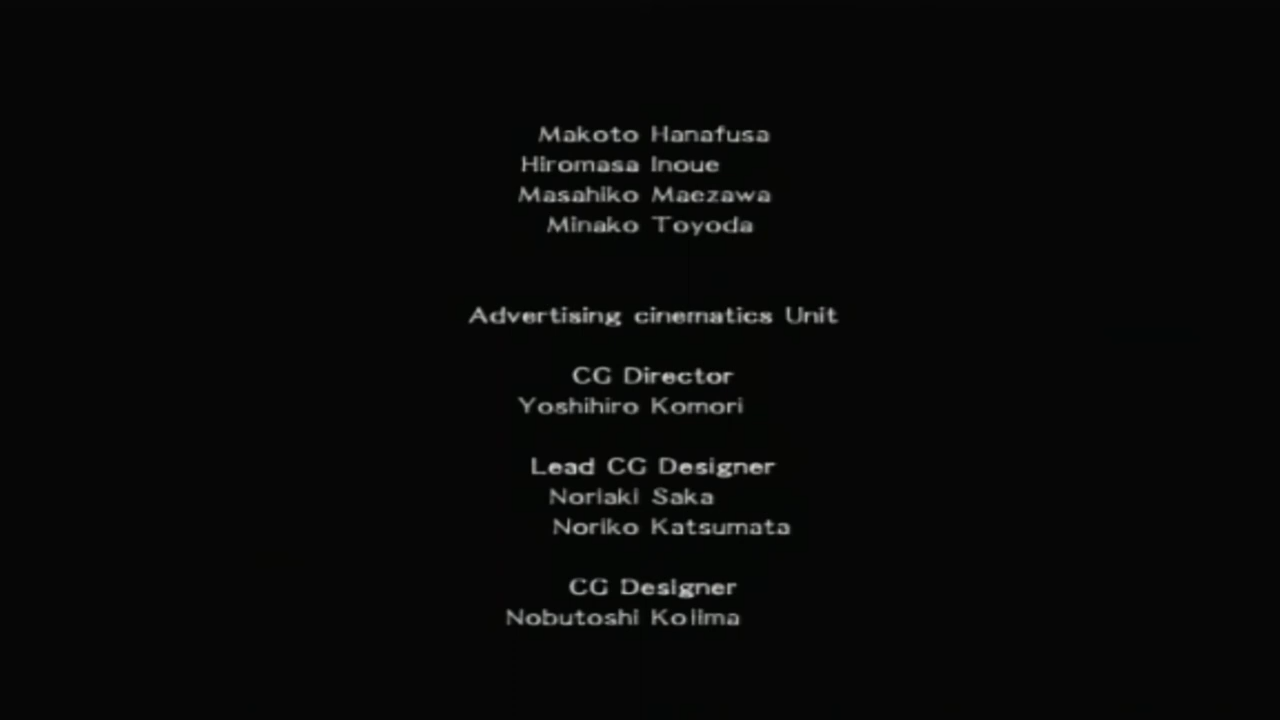 Makoto Hanafusa
Hiromasa Inoue
Masahiko Maezawa
Minako Toyoda
Advertising cinematics Unit
CG Director
Yoshihiro Komori
Lead CG Designer
Noriaki Saka
Noriko Katsumata
CG Designer
Nobutoshi Kojima